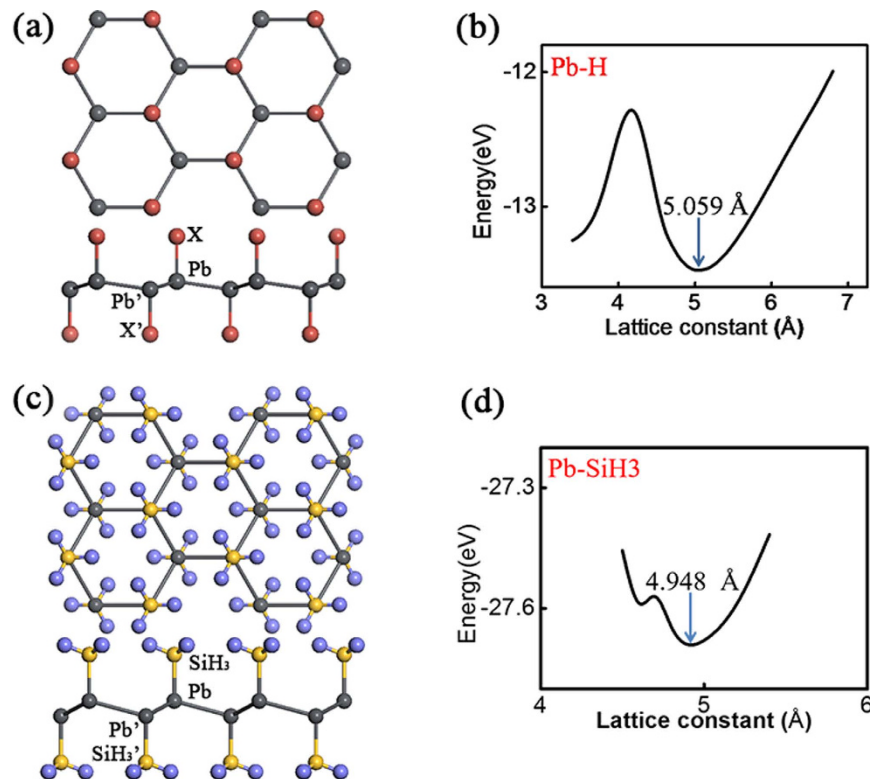 (a)
X
Pb
Pb'
X'
(b)
Pb-H
-12
-13
Energy(eV)
5.059 Å
3 4 5 6 7
Lattice constant (Å)
(c)
SiH₃
Pb
Pb'
SiH₃'
(d)
Pb-SiH3
-27.3
-27.6
Energy(eV)
4.948 Å
4 5 6
Lattice constant (Å)